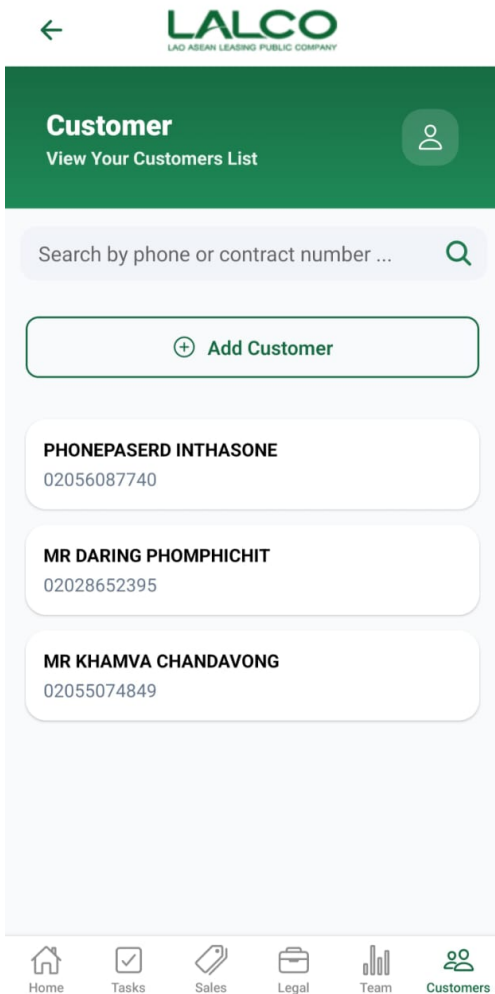 LALCO
LAO ASEAN LEASING PUBLIC COMPANY
Customer
View Your Customers List
Search by phone or contract number ...
Add Customer
PHONEPASERD INTHASONE
02056087740
MR DARING PHOMPHICHIT
02028652395
MR KHAMVA CHANDAVONG
02055074849
Home Tasks Sales Legal Team Customers